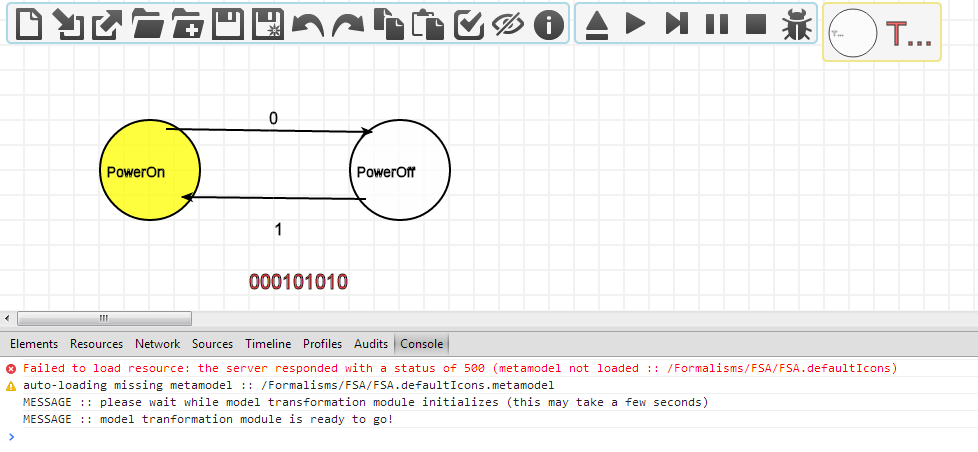 T...
T...
0
PowerOn
PowerOff
1
000101010
Elements Resources Network Sources Timeline Profiles Audits Console
Failed to load resource: the server responded with a status of 500 (metamodel not loaded :: /Formalisms/FSA/FSA.defaultIcons)
auto-loading missing metamodel :: /Formalisms/FSA/FSA.defaultIcons.metamodel
MESSAGE :: please wait while model transformation module initializes (this may take a few seconds)
MESSAGE :: model tranformation module is ready to go!
>